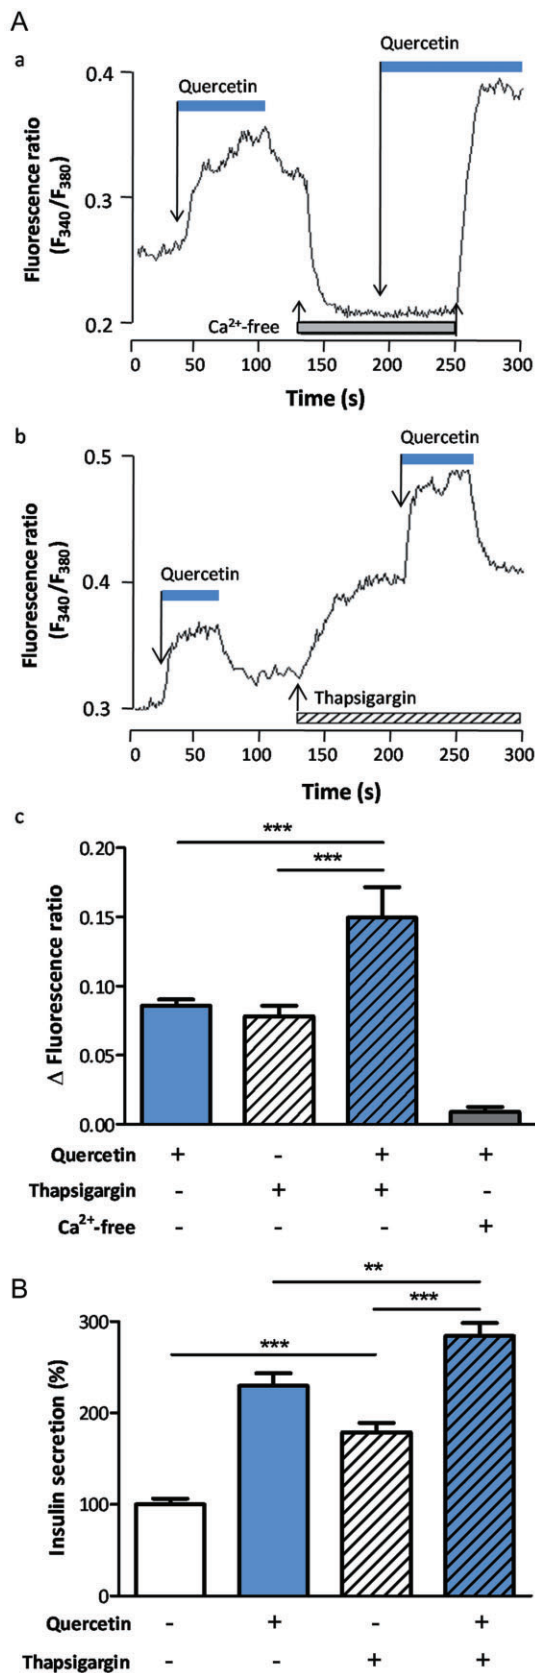 A
a
Quercetin
Quercetin
0.4
0.3
0.2
Fluorescence ratio
(F340/F380)
Ca2+-free
0 50 100 150 200 250 300
Time (s)
b
Quercetin
0.5
Quercetin
0.4
0.3
Fluorescence ratio
(F340/F380)
Thapsigargin
0 50 100 150 200 250 300
Time (s)
c
***
***
0.20
0.15
0.10
0.05
0.00
Δ Fluorescence ratio
Quercetin + - + +
Thapsigargin - + + -
Ca2+-free - - - +
B
**
***
***
300
200
100
0
Insulin secretion (%)
Quercetin - + - +
Thapsigargin - - + +